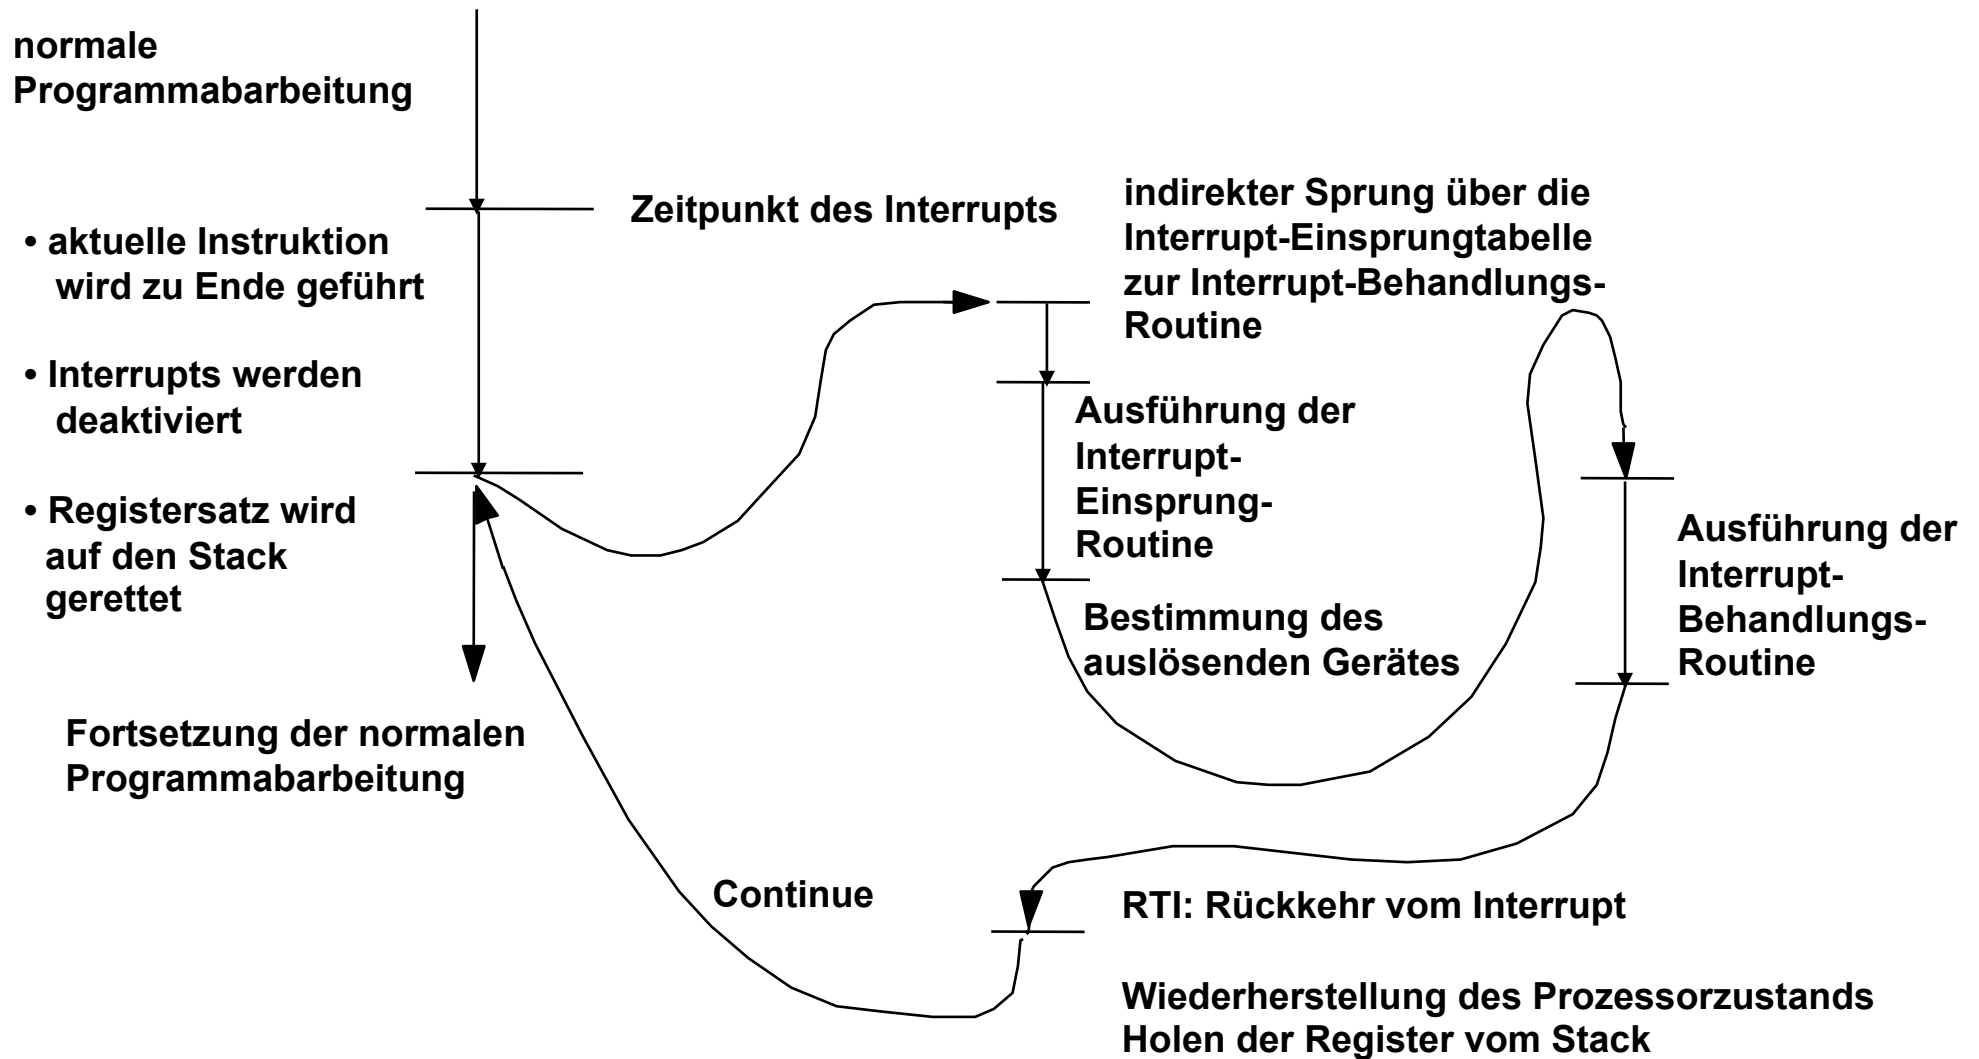 normale
Programmabarbeitung
Zeitpunkt des Interrupts
• aktuelle Instruktion
wird zu Ende geführt
• Interrupts werden
deaktiviert
• Registersatz wird
auf den Stack
gerettet
Fortsetzung der normalen
Programmabarbeitung
indirekter Sprung über die
Interrupt-Einsprungtabelle
zur Interrupt-Behandlungs-
Routine
Ausführung der
Interrupt-
Einsprung-
Routine
Bestimmung des
auslösenden Gerätes
Ausführung der
Interrupt-
Behandlungs-
Routine
Continue
RTI: Rückkehr vom Interrupt
Wiederherstellung des Prozessorzustands
Holen der Register vom Stack